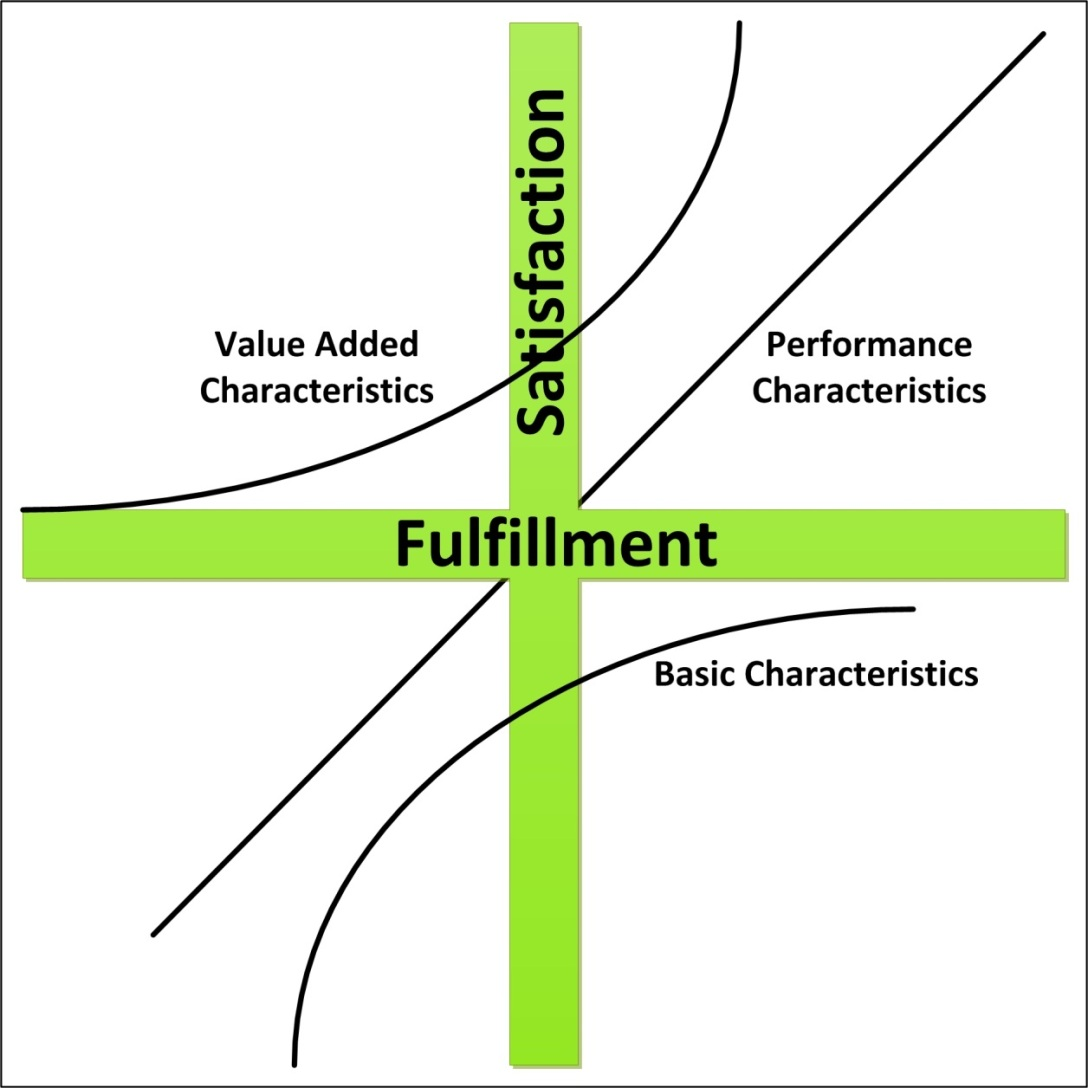 Satisfaction
Value Added
Characteristics
Performance
Characteristics
Fulfillment
Basic Characteristics